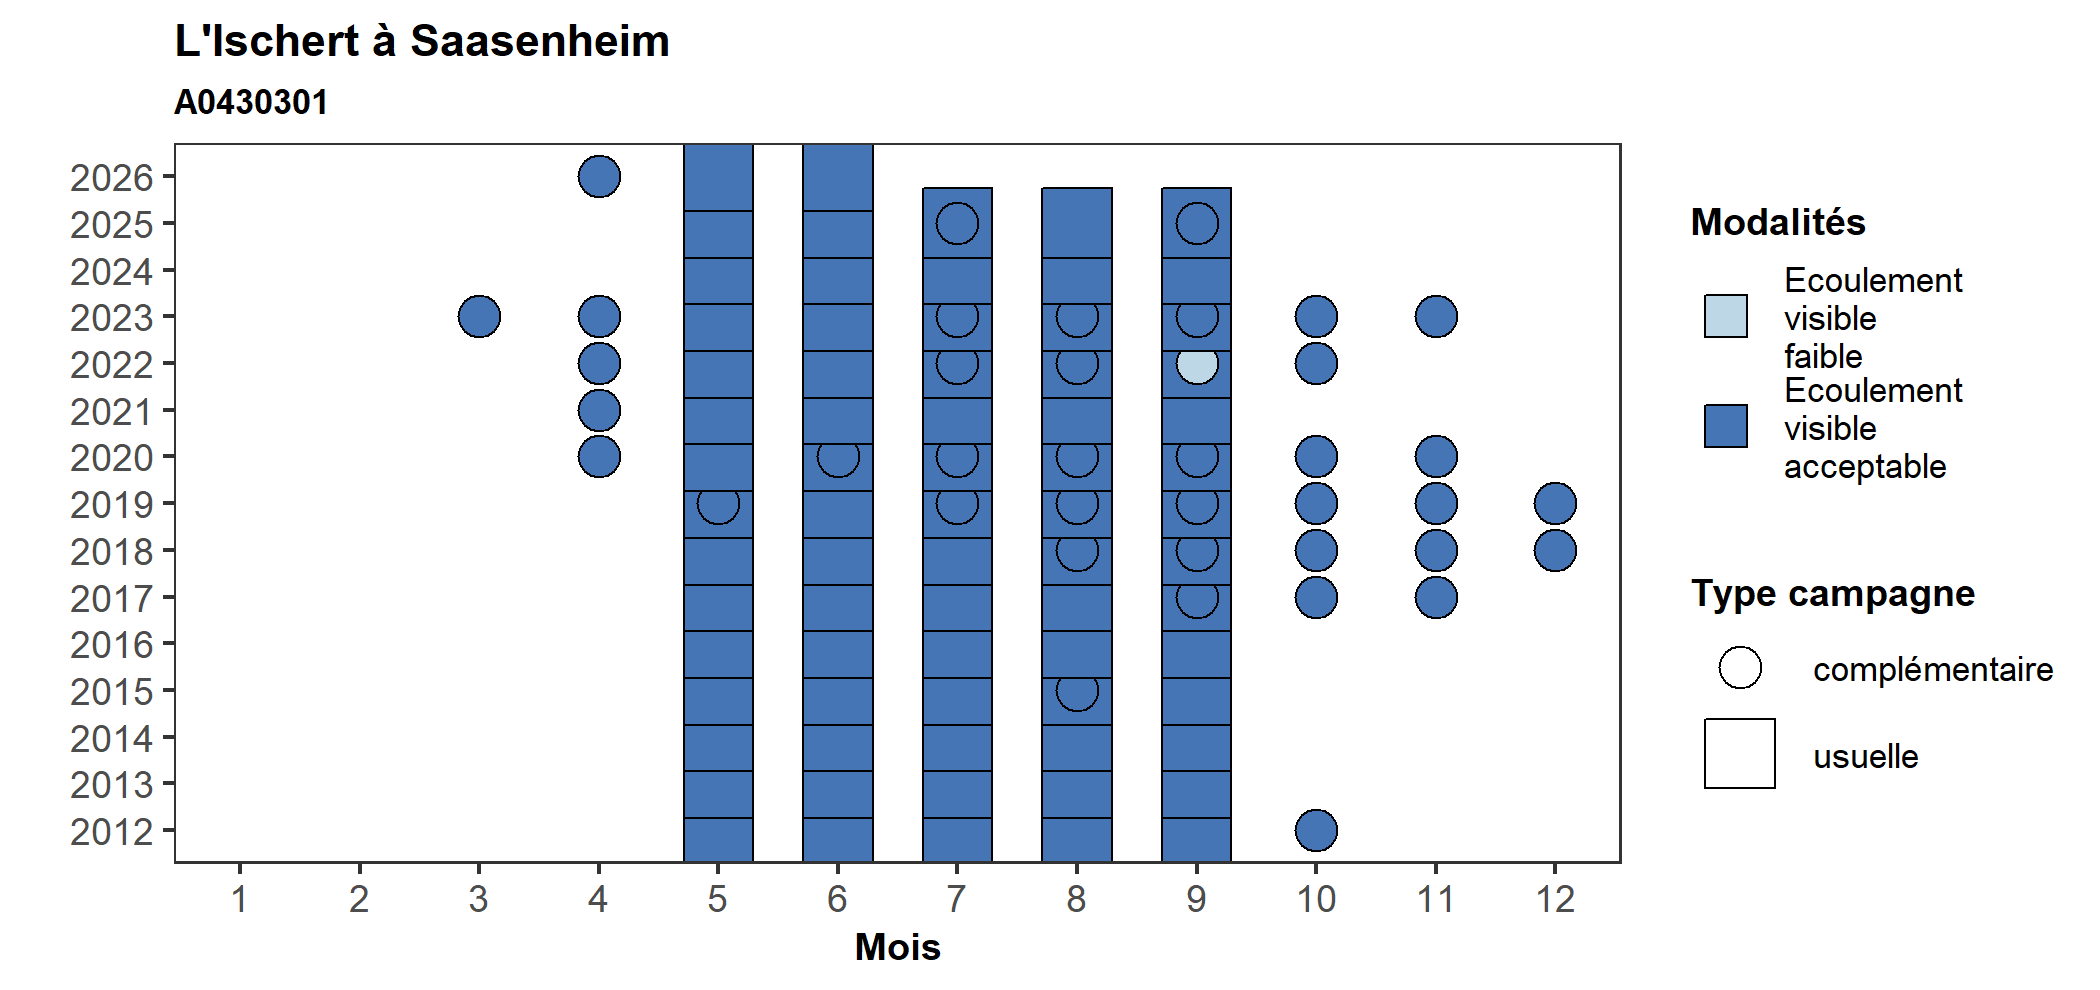 L'Ischert à Saasenheim
A0430301
2026
2025
2024
2023
2022
2021
2020
2019
2018
2017
2016
2015
2014
2013
2012
1 2 3 4 5 6 7 8 9 10 11 12
Mois
Modalités
Ecoulement
visible
faible
Ecoulement
visible
acceptable
Type campagne
complémentaire
usuelle